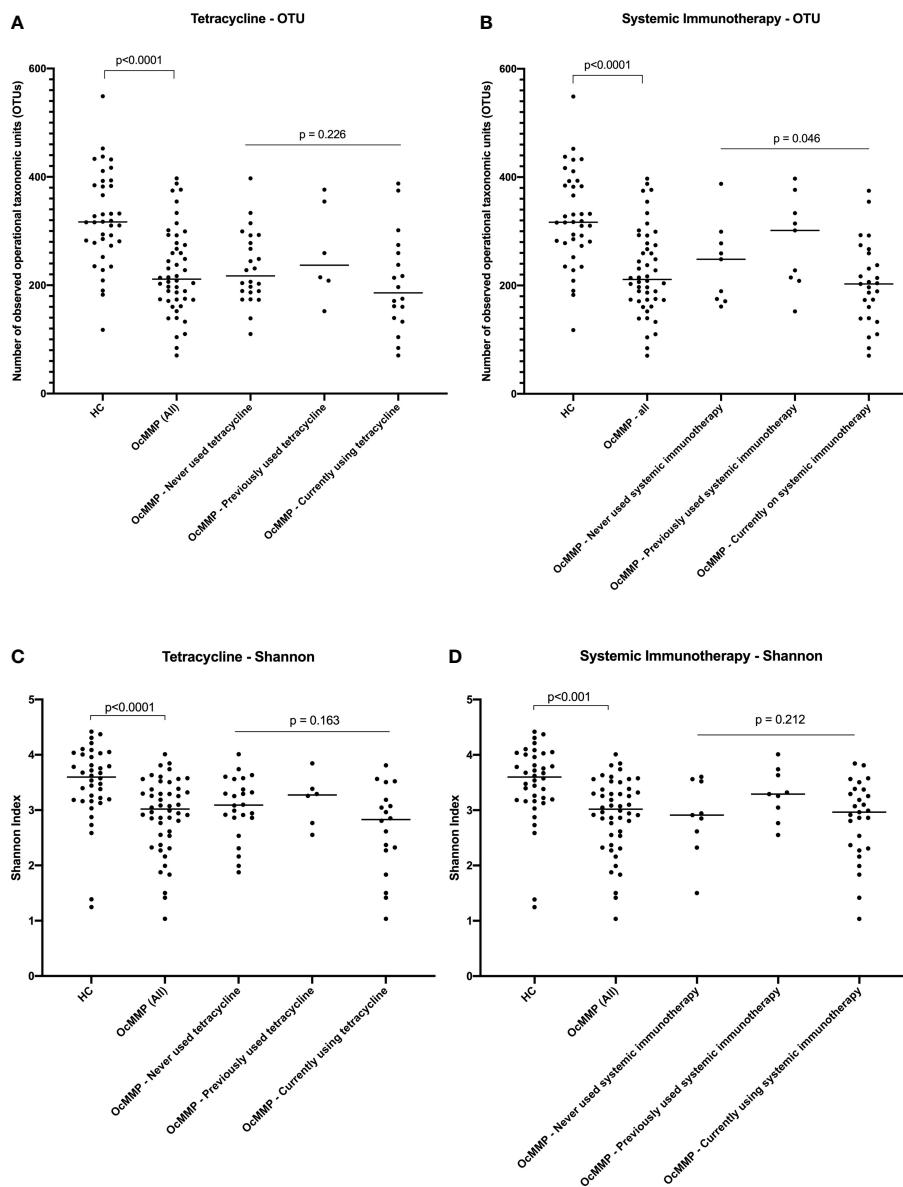 A
Tetracycline - OTU
Number of observed operational taxonomic units (OTUs)
600
400
200
0
p<0.0001
p = 0.226
HC
OcMMP (All)
OcMMP - Never used tetracycline
OcMMP - Previously used tetracycline
OcMMP - Currently using tetracycline
B
Systemic Immunotherapy - OTU
Number of observed operational taxonomic units (OTUs)
600
400
200
0
p<0.0001
p = 0.046
HC
OcMMP - all
OcMMP - Never used systemic immunotherapy
OcMMP - Previously used systemic immunotherapy
OcMMP - Currently on systemic immunotherapy
C
Tetracycline - Shannon
Shannon Index
5
4
3
2
1
0
p<0.0001
p = 0.163
HC
OcMMP (All)
OcMMP - Never used tetracycline
OcMMP - Previously used tetracycline
OcMMP - Currently using tetracycline
D
Systemic Immunotherapy - Shannon
Shannon Index
5
4
3
2
1
0
p<0.001
p = 0.212
HC
OcMMP (All)
OcMMP - Never used systemic immunotherapy
OcMMP - Previously used systemic immunotherapy
OcMMP - Currently using systemic immunotherapy